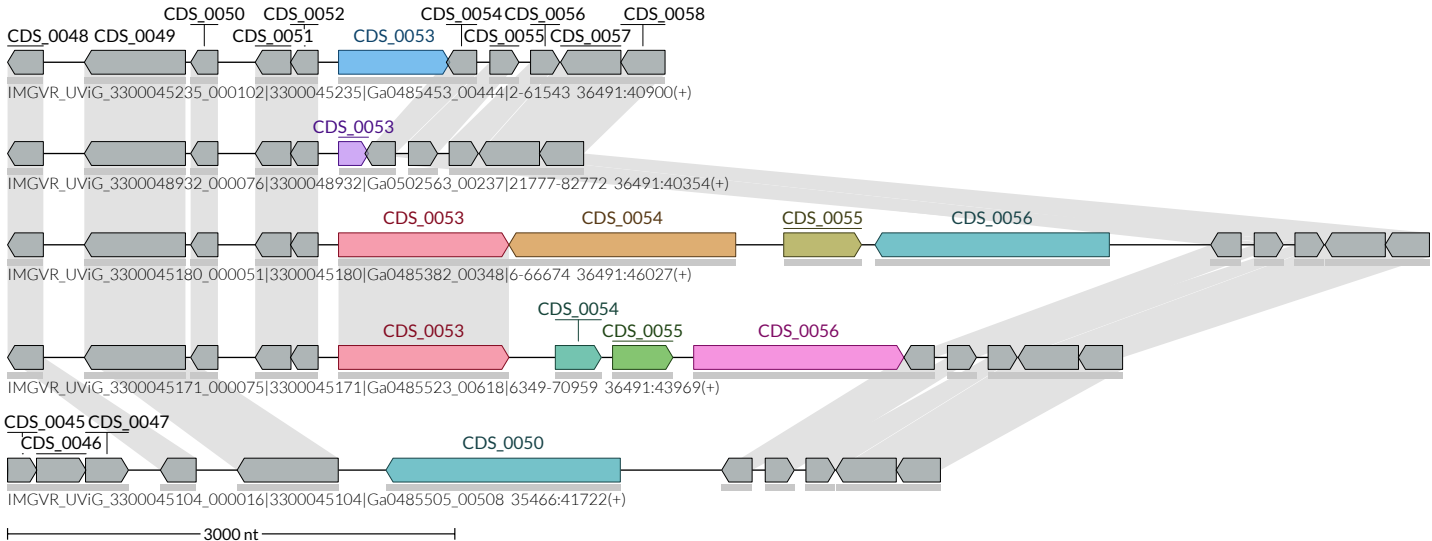 CDS_0050 CDS_0052 CDS_0054 CDS_0056 CDS_0058
CDS_0048 CDS_0049 CDS_0051 CDS_0053 CDS_0055 CDS_0057
IMGVR_UViG_3300045235_000102|3300045235|Ga0485453_00444|2-61543 36491:40900(+)
CDS_0053
IMGVR_UViG_3300048932_000076|3300048932|Ga0502563_00237|21777-82772 36491:40354(+)
CDS_0053 CDS_0054 CDS_0055 CDS_0056
IMGVR_UViG_3300045180_000051|3300045180|Ga0485382_00348|6-66674 36491:46027(+)
CDS_0054
CDS_0053 CDS_0055 CDS_0056
IMGVR_UViG_3300045171_000075|3300045171|Ga0485523_00618|6349-70959 36491:43969(+)
CDS_0045 CDS_0047
CDS_0046 CDS_0050
IMGVR_UViG_3300045104_000016|3300045104|Ga0485505_00508 35466:41722(+)
3000 nt